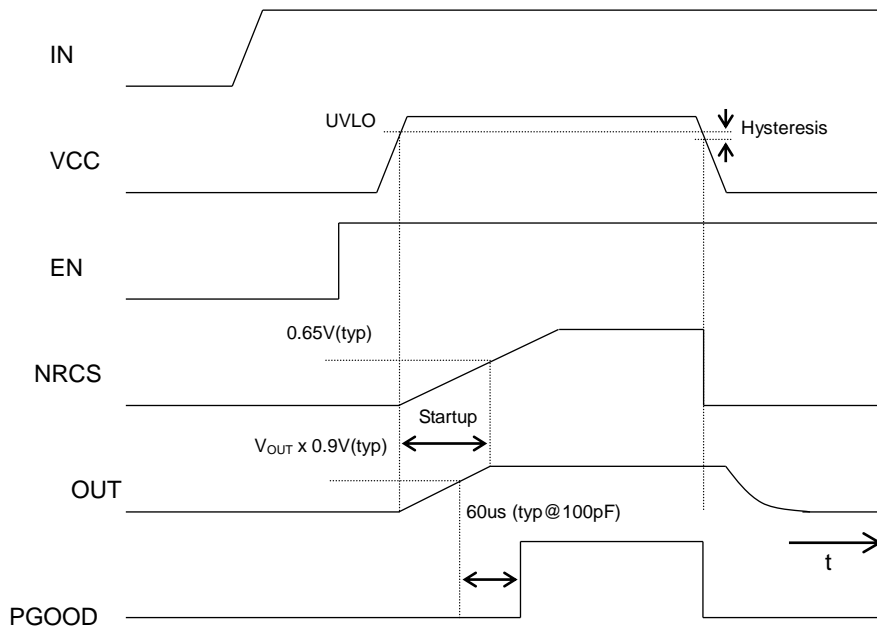 IN
UVLO
Hysteresis
VCC
EN
0.65V(typ)
NRCS
Startup
VOUT x 0.9V(typ)
OUT
60us (typ@100pF)
t
PGOOD